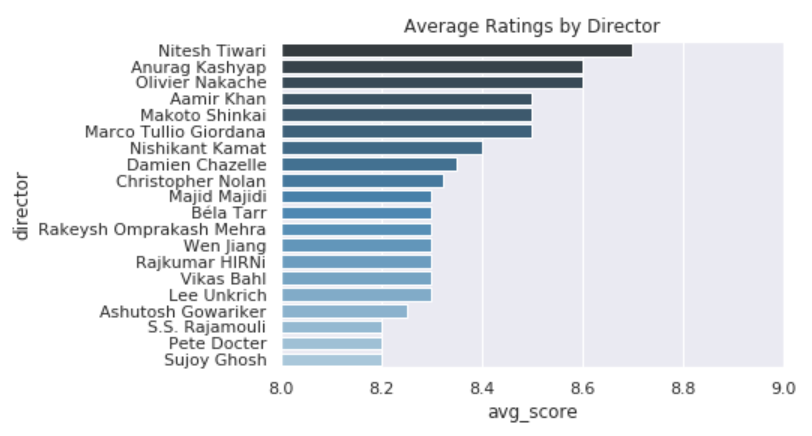 Average Ratings by Director
Nitesh Tiwari
Anurag Kashyap
Olivier Nakache
Aamir Khan
Makoto Shinkai
Marco Tullio Giordana
Nishikant Kamat
Damien Chazelle
Christopher Nolan
Majid Majidi
Béla Tarr
Rakeysh Omprakash Mehra
Wen Jiang
Rajkumar HIRNi
Vikas Bahl
Lee Unkrich
Ashutosh Gowariker
S.S. Rajamouli
Pete Docter
Sujoy Ghosh
director
8.0 8.2 8.4 8.6 8.8 9.0
avg_score